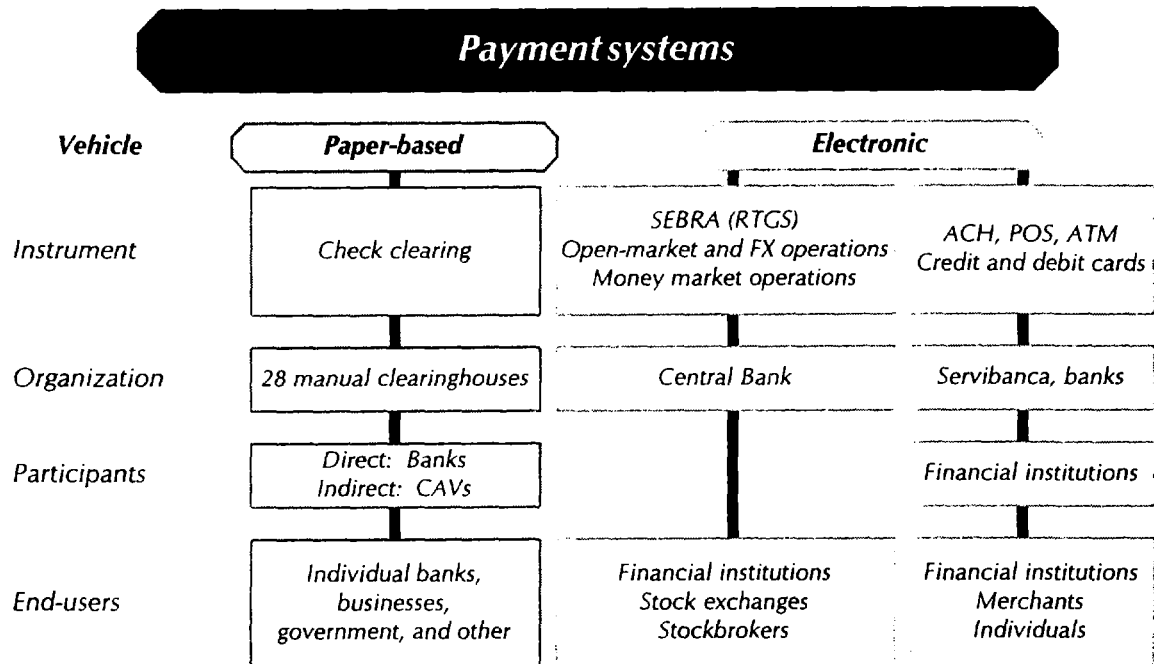 Payment systems
Vehicle
Paper-based
Electronic
Instrument
Check clearing
SEBRA (RTGS)
Open-market and FX operations
Money market operations
ACH, POS, ATM
Credit and debit cards
Organization
28 manual clearinghouses
Central Bank
Servibanca, banks
Participants
Direct: Banks
Indirect: CAVs
Financial institutions
End-users
Individual banks,
businesses,
government, and other
Financial institutions
Stock exchanges
Stockbrokers
Financial institutions
Merchants
Individuals